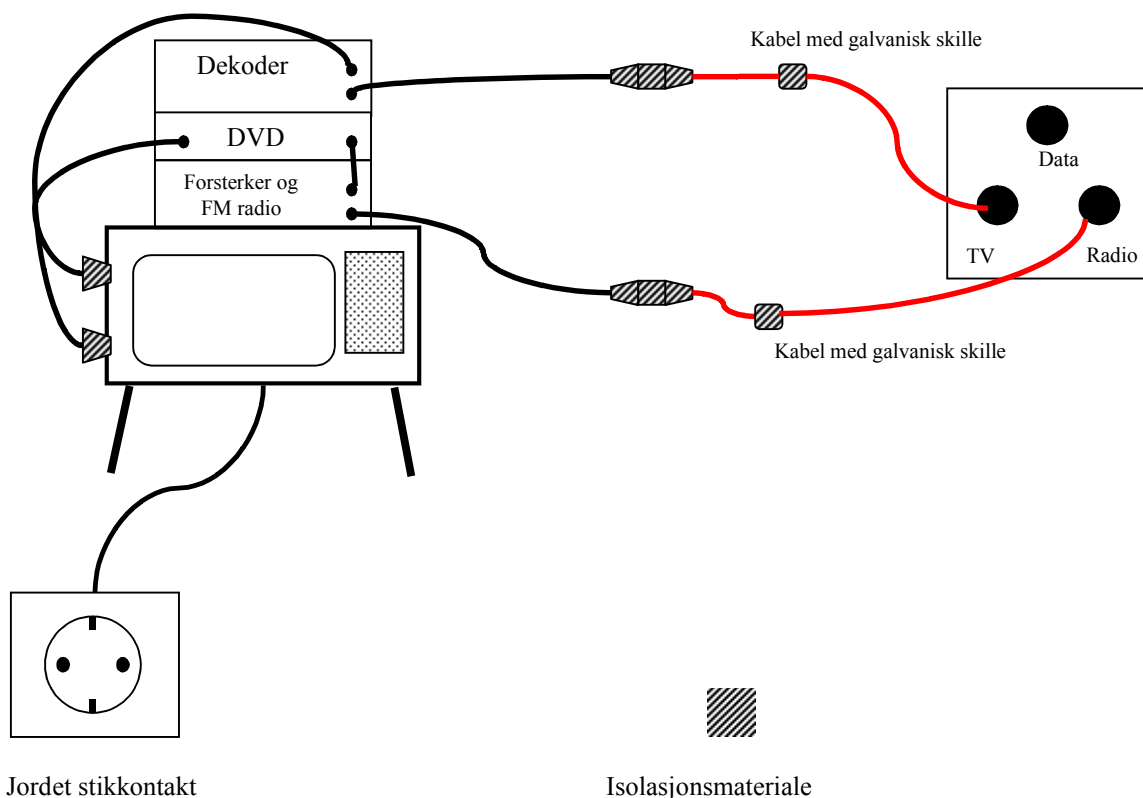 Kabel med galvanisk skille
Dekoder
DVD
Data
Forsterker og
FM radio
TV
Radio
Kabel med galvanisk skille
Jordet stikkontakt
Isolasjonsmateriale